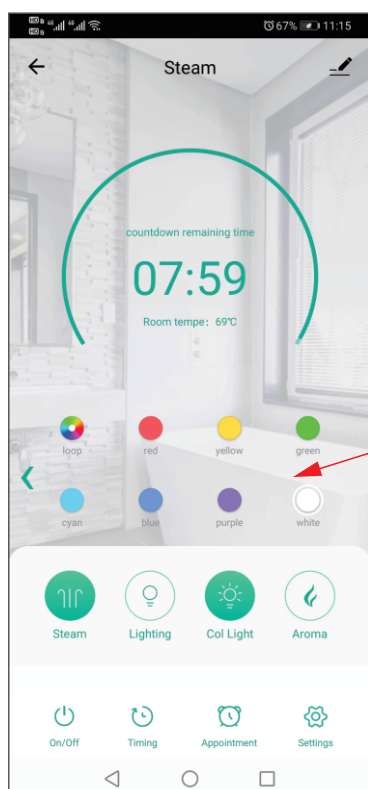 67% 11:15
Steam
countdown remaining time
07:59
Room tempe: 69℃
loop red yellow green
cyan blue purple white
Steam Lighting Col Light Aroma
On/Off Timing Appointment Settings